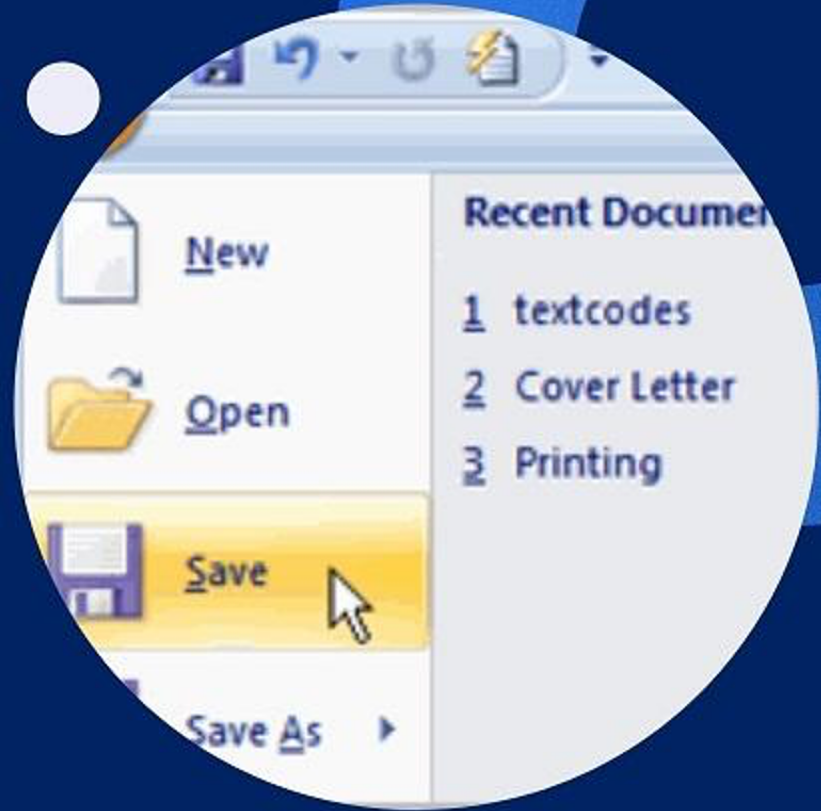 New
Open
Save
Save As
Recent Documen
1 textcodes
2 Cover Letter
3 Printing